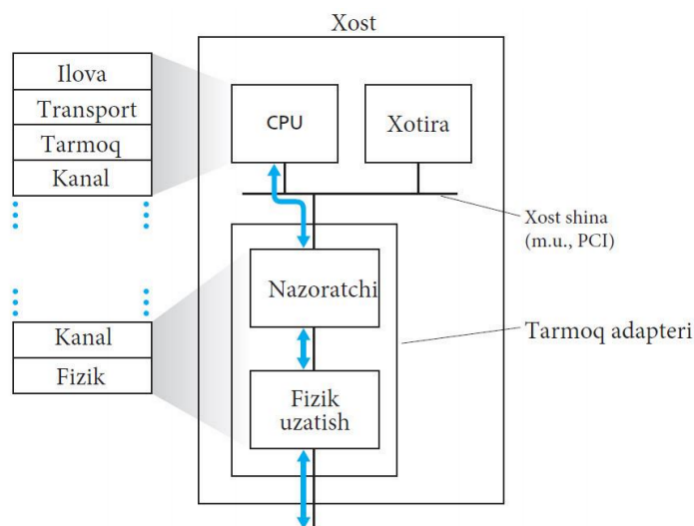 Xost
Ilova
Transport
Tarmoq
Kanal
CPU
Xotira
Xost shina
(m.u., PCI)
Nazoratchi
Kanal
Fizik
Tarmoq adapteri
Fizik
uzatish